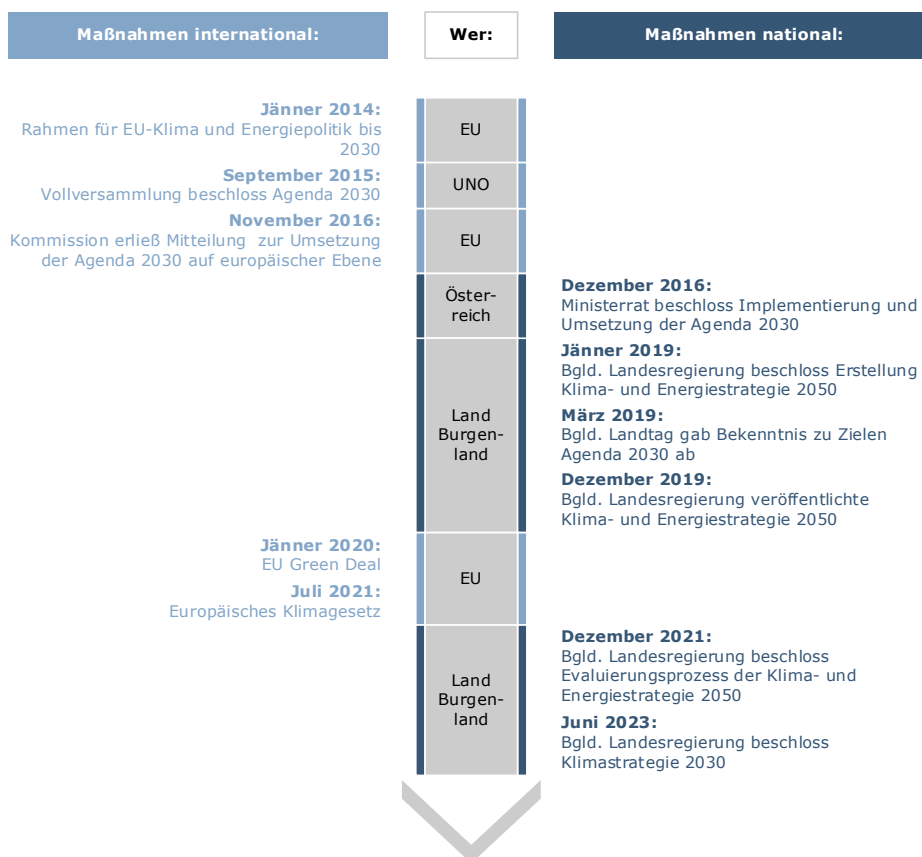 Maßnahmen international:
Wer:
Maßnahmen national:
Jänner 2014:
Rahmen für EU-Klima und Energiepolitik bis
2030
EU
September 2015:
Vollversammlung beschloss Agenda 2030
UNO
November 2016:
Kommission erließ Mitteilung zur Umsetzung
der Agenda 2030 auf europäischer Ebene
EU
Öster-
reich
Dezember 2016:
Ministerrat beschloss Implementierung und
Umsetzung der Agenda 2030
Land
Burgen-
land
Jänner 2019:
Bgld. Landesregierung beschloss Erstellung
Klima- und Energiestrategie 2050
März 2019:
Bgld. Landtag gab Bekenntnis zu Zielen
Agenda 2030 ab
Dezember 2019:
Bgld. Landesregierung veröffentlichte
Klima- und Energiestrategie 2050
Jänner 2020:
EU Green Deal
Juli 2021:
Europäisches Klimagesetz
EU
Land
Burgen-
land
Dezember 2021:
Bgld. Landesregierung beschloss
Evaluierungsprozess der Klima- und
Energiestrategie 2050
Juni 2023:
Bgld. Landesregierung beschloss
Klimastrategie 2030